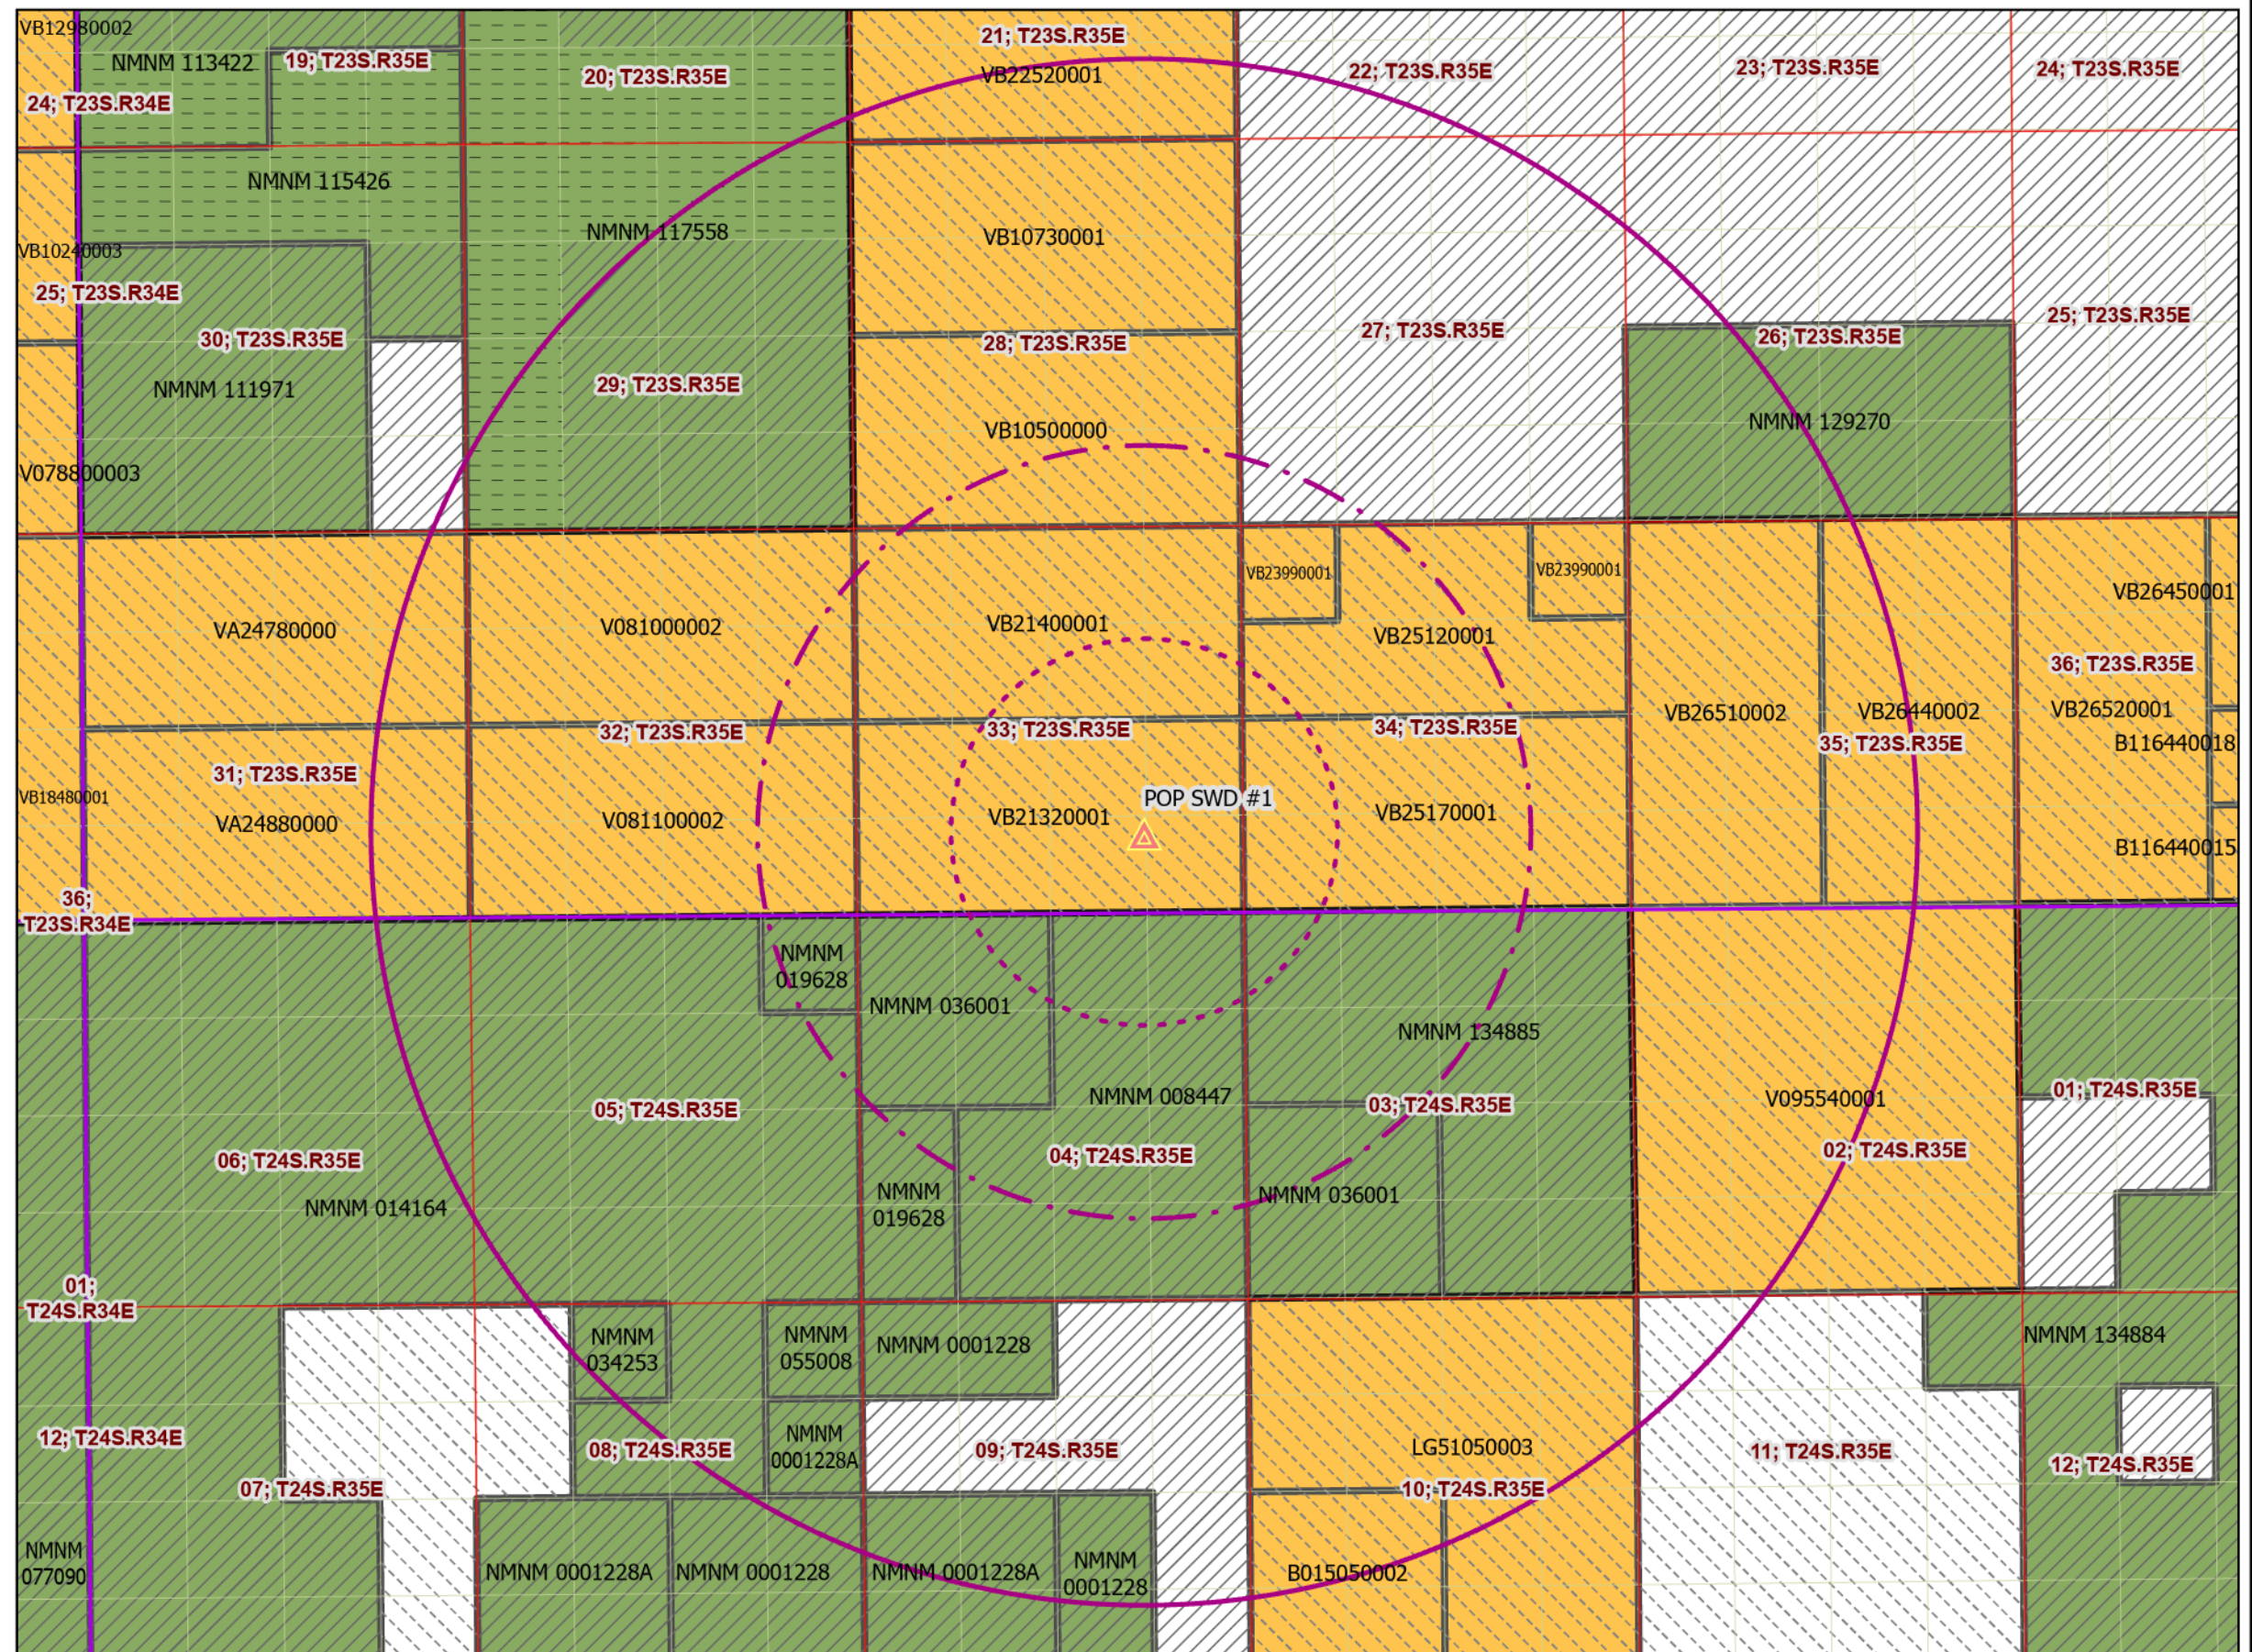 VB12980002
21; T23S.R35E
NMNM 113422
19; T23S.R35E
20; T23S.R35E
VB22520001
22; T23S.R35E
23; T23S.R35E
24; T23S.R35E
24; T23S.R34E
NMNM 115426
NMNM 117558
VB10730001
VB10240003
25; T23S.R34E
30; T23S.R35E
28; T23S.R35E
27; T23S.R35E
26; T23S.R35E
25; T23S.R35E
NMNM 111971
29; T23S.R35E
VB10500000
NMNM 129270
V078800003
VB23990001
VB23990001
VB26450001
VA24780000
V081000002
VB21400001
VB25120001
36; T23S.R35E
VB26510002
VB26440002
VB26520001
32; T23S.R35E
33; T23S.R35E
34; T23S.R35E
35; T23S.R35E
B116440018
31; T23S.R35E
VB18480001
POP SWD #1
VA24880000
V081100002
VB21320001
VB25170001
B116440015
36;
T23S.R34E
NMNM
019628
NMNM 036001
NMNM 134885
NMNM 008447
V095540001
01; T24S.R35E
05; T24S.R35E
03; T24S.R35E
06; T24S.R35E
04; T24S.R35E
02; T24S.R35E
NMNM 014164
NMNM
019628
NMNM 036001
01;
T24S.R34E
NMNM
034253
NMNM
055008
NMNM 0001228
NMNM 134884
12; T24S.R34E
08; T24S.R35E
NMNM
0001228A
09; T24S.R35E
LG51050003
11; T24S.R35E
12; T24S.R35E
07; T24S.R35E
10; T24S.R35E
NMNM
077090
NMNM 0001228A
NMNM 0001228
NMNM 0001228A
NMNM
0001228
B015050002